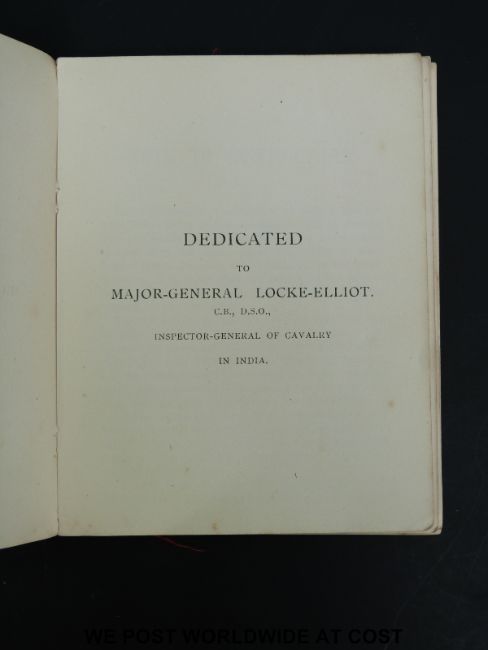 DEDICATED
TO
MAJOR-GENERAL LOCKE-ELLIOT.
C.B., D.S.O.,
INSPECTOR-GENERAL OF CAVALRY
IN INDIA.
WE POST WORLDWIDE AT COST